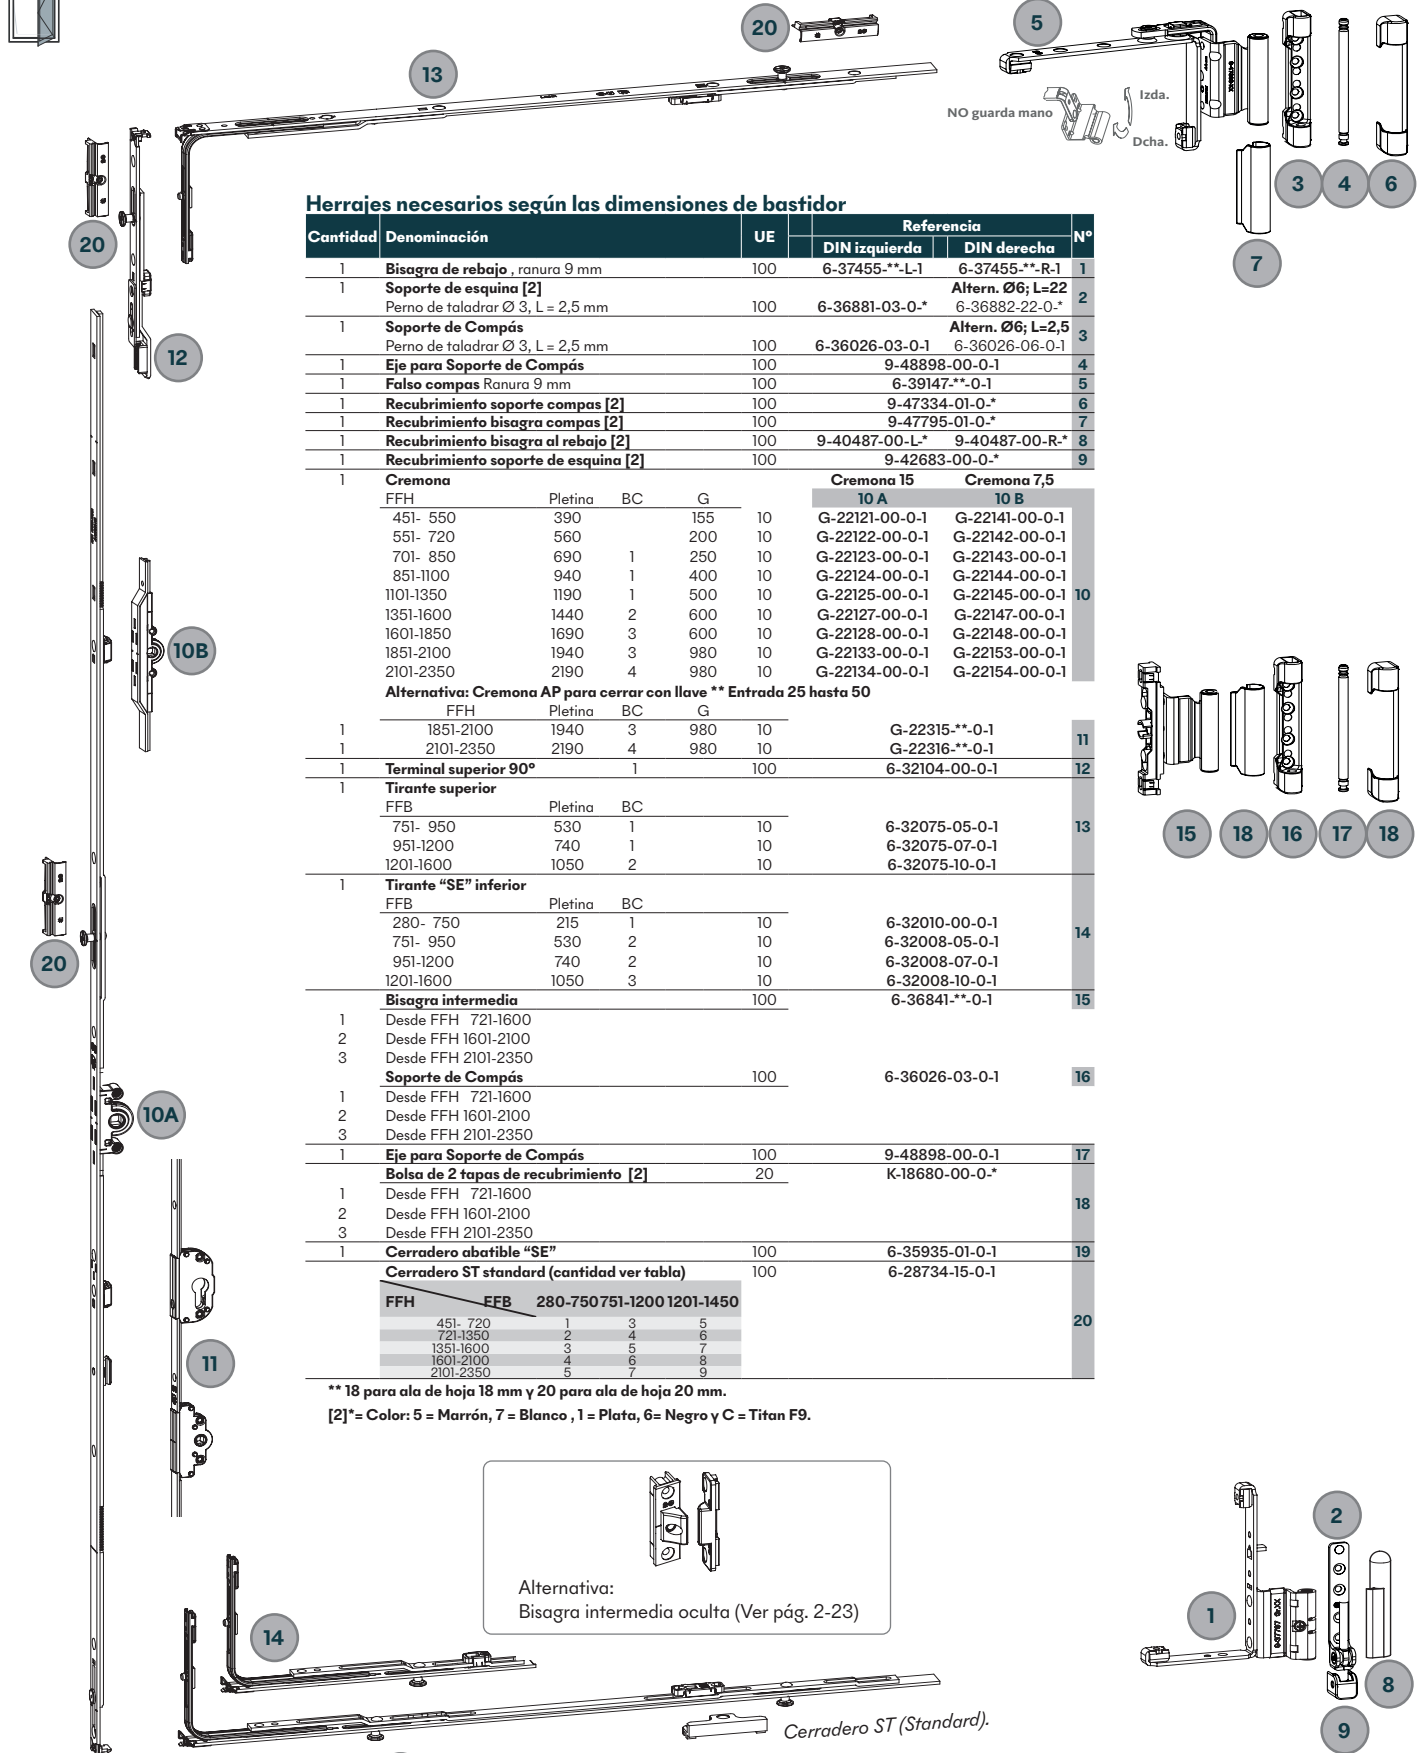 20
5
13
Izda.
NO guarda mano
Dcha.
3 4 6
20
7
12
Herrajes necesarios según las dimensiones de bastidor
Cantidad Denominación UE Referencia Nº
DIN izquierda DIN derecha
1 Bisagra de rebajo , ranura 9 mm 100 6-37455-**-L-1 6-37455-**-R-1 1
1 Soporte de esquina [2] Altern. Ø6; L=22 2
Perno de taladrar Ø 3, L = 2,5 mm 100 6-36881-03-0-* 6-36882-22-0-*
1 Soporte de Compás Altern. Ø6; L=2,5 3
Perno de taladrar Ø 3, L = 2,5 mm 100 6-36026-03-0-1 6-36026-06-0-1
1 Eje para Soporte de Compás 100 9-48898-00-0-1 4
1 Falso compas Ranura 9 mm 100 6-39147-**-0-1 5
1 Recubrimiento soporte compas [2] 100 9-47334-01-0-* 6
1 Recubrimiento bisagra compas [2] 100 9-47795-01-0-* 7
1 Recubrimiento bisagra al rebajo [2] 100 9-40487-00-L-* 9-40487-00-R-* 8
1 Recubrimiento soporte de esquina [2] 100 9-42683-00-0-* 9
1 Cremona Cremona 15 Cremona 7,5
FFH Pletina BC G 10 A 10 B
451- 550 390 155 10 G-22121-00-0-1 G-22141-00-0-1
551- 720 560 200 10 G-22122-00-0-1 G-22142-00-0-1
701- 850 690 1 250 10 G-22123-00-0-1 G-22143-00-0-1
851-1100 940 1 400 10 G-22124-00-0-1 G-22144-00-0-1
1101-1350 1190 1 500 10 G-22125-00-0-1 G-22145-00-0-1 10
1351-1600 1440 2 600 10 G-22127-00-0-1 G-22147-00-0-1
1601-1850 1690 3 600 10 G-22128-00-0-1 G-22148-00-0-1
1851-2100 1940 3 980 10 G-22133-00-0-1 G-22153-00-0-1
2101-2350 2190 4 980 10 G-22134-00-0-1 G-22154-00-0-1
Alternativa: Cremona AP para cerrar con llave ** Entrada 25 hasta 50
FFH Pletina BC G
1 1851-2100 1940 3 980 10 G-22315-**-0-1 11
1 2101-2350 2190 4 980 10 G-22316-**-0-1
1 Terminal superior 90º 1 100 6-32104-00-0-1 12
1 Tirante superior
FFB Pletina BC
751- 950 530 1 10 6-32075-05-0-1 13
951-1200 740 1 10 6-32075-07-0-1
1201-1600 1050 2 10 6-32075-10-0-1
1 Tirante “SE” inferior
FFB Pletina BC
280- 750 215 1 10 6-32010-00-0-1 14
751- 950 530 2 10 6-32008-05-0-1
951-1200 740 2 10 6-32008-07-0-1
1201-1600 1050 3 10 6-32008-10-0-1
Bisagra intermedia 100 6-36841-**-0-1 15
1 Desde FFH 721-1600
2 Desde FFH 1601-2100
3 Desde FFH 2101-2350
Soporte de Compás 100 6-36026-03-0-1 16
1 Desde FFH 721-1600
2 Desde FFH 1601-2100
3 Desde FFH 2101-2350
1 Eje para Soporte de Compás 100 9-48898-00-0-1 17
Bolsa de 2 tapas de recubrimiento [2] 20 K-18680-00-0-* 18
1 Desde FFH 721-1600
2 Desde FFH 1601-2100
3 Desde FFH 2101-2350
1 Cerradero abatible “SE” 100 6-35935-01-0-1 19
Cerradero ST standard (cantidad ver tabla) 100 6-28734-15-0-1 20
FFH FFB 280-750 751-1200 1201-1450
451- 720 1 3 5
721-1350 2 4 6
1351-1600 3 5 7
1601-2100 4 6 8
2101-2350 5 7 9
** 18 para ala de hoja 18 mm y 20 para ala de hoja 20 mm.
[2]*= Color: 5 = Marrón, 7 = Blanco , 1 = Plata, 6= Negro y C = Titan F9.
10B
15 18 16 17 18
20
10A
11
Alternativa:
Bisagra intermedia oculta (Ver pág. 2-23)
2
1
14
8
9
Cerradero ST (Standard).